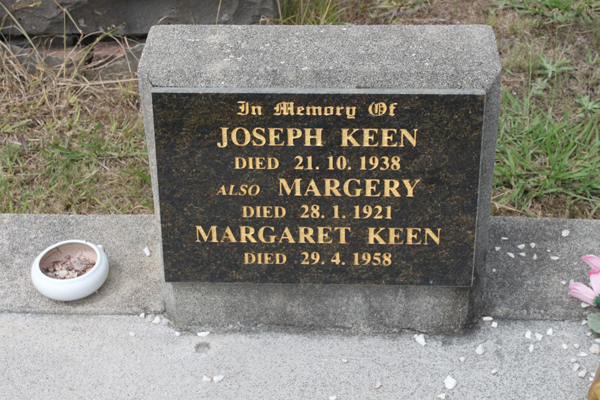 In Memory Of
JOSEPH KEEN
DIED 21. 10. 1938
ALSO MARGERY
DIED 28. 1. 1921
MARGARET KEEN
DIED 29. 4. 1958